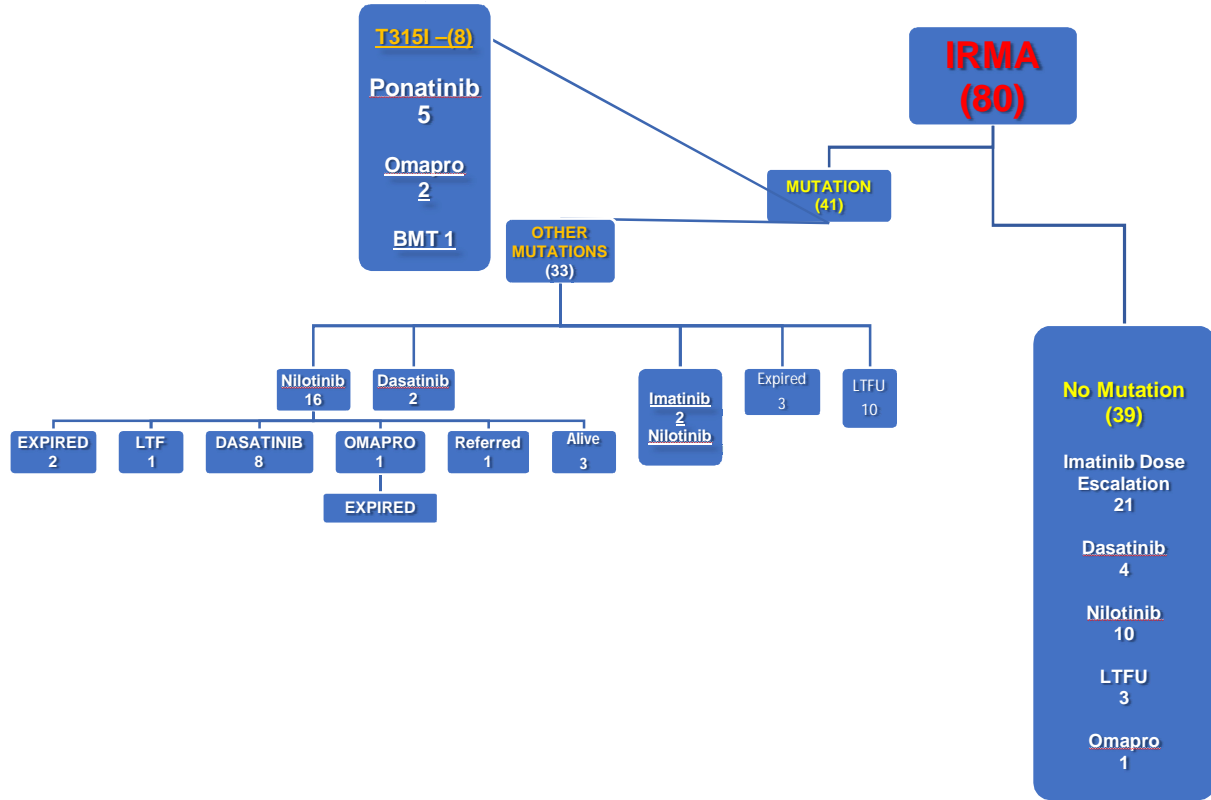 T315I –(8)
Ponatinib
5
Omapro
2
BMT 1
IRMA
(80)
MUTATION
(41)
OTHER
MUTATIONS
(33)
Nilotinib
16
Dasatinib
2
Imatinib
2
Nilotinib
Expired
3
LTFU
10
EXPIRED
2
LTF
1
DASATINIB
8
OMAPRO
1
Referred
1
Alive
3
EXPIRED
No Mutation
(39)
Imatinib Dose
Escalation
21
Dasatinib
4
Nilotinib
10
LTFU
3
Omapro
1